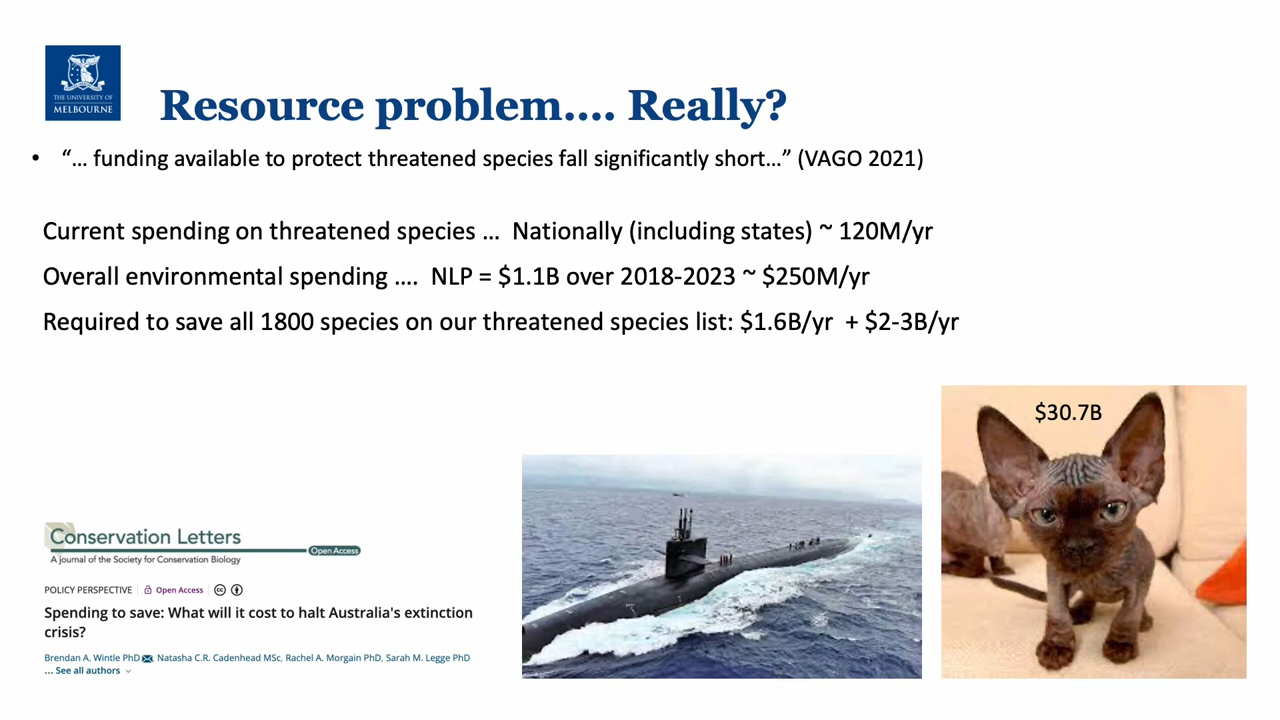 THE UNIVERSITY OF
MELBOURNE
Resource problem.... Really?
• “... funding available to protect threatened species fall significantly short...” (VAGO 2021)
Current spending on threatened species ... Nationally (including states) ~ 120M/yr
Overall environmental spending .... NLP = $1.1B over 2018-2023 ~ $250M/yr
Required to save all 1800 species on our threatened species list: $1.6B/yr + $2-3B/yr
$30.7B
Conservation Letters
Open Access
A journal of the Society for Conservation Biology
POLICY PERSPECTIVE | Open Access
Spending to save: What will it cost to halt Australia's extinction
crisis?
Brendan A. Wintle PhD, Natasha C.R. Cadenhead MSc, Rachel A. Morgain PhD, Sarah M. Legge PhD
... See all authors